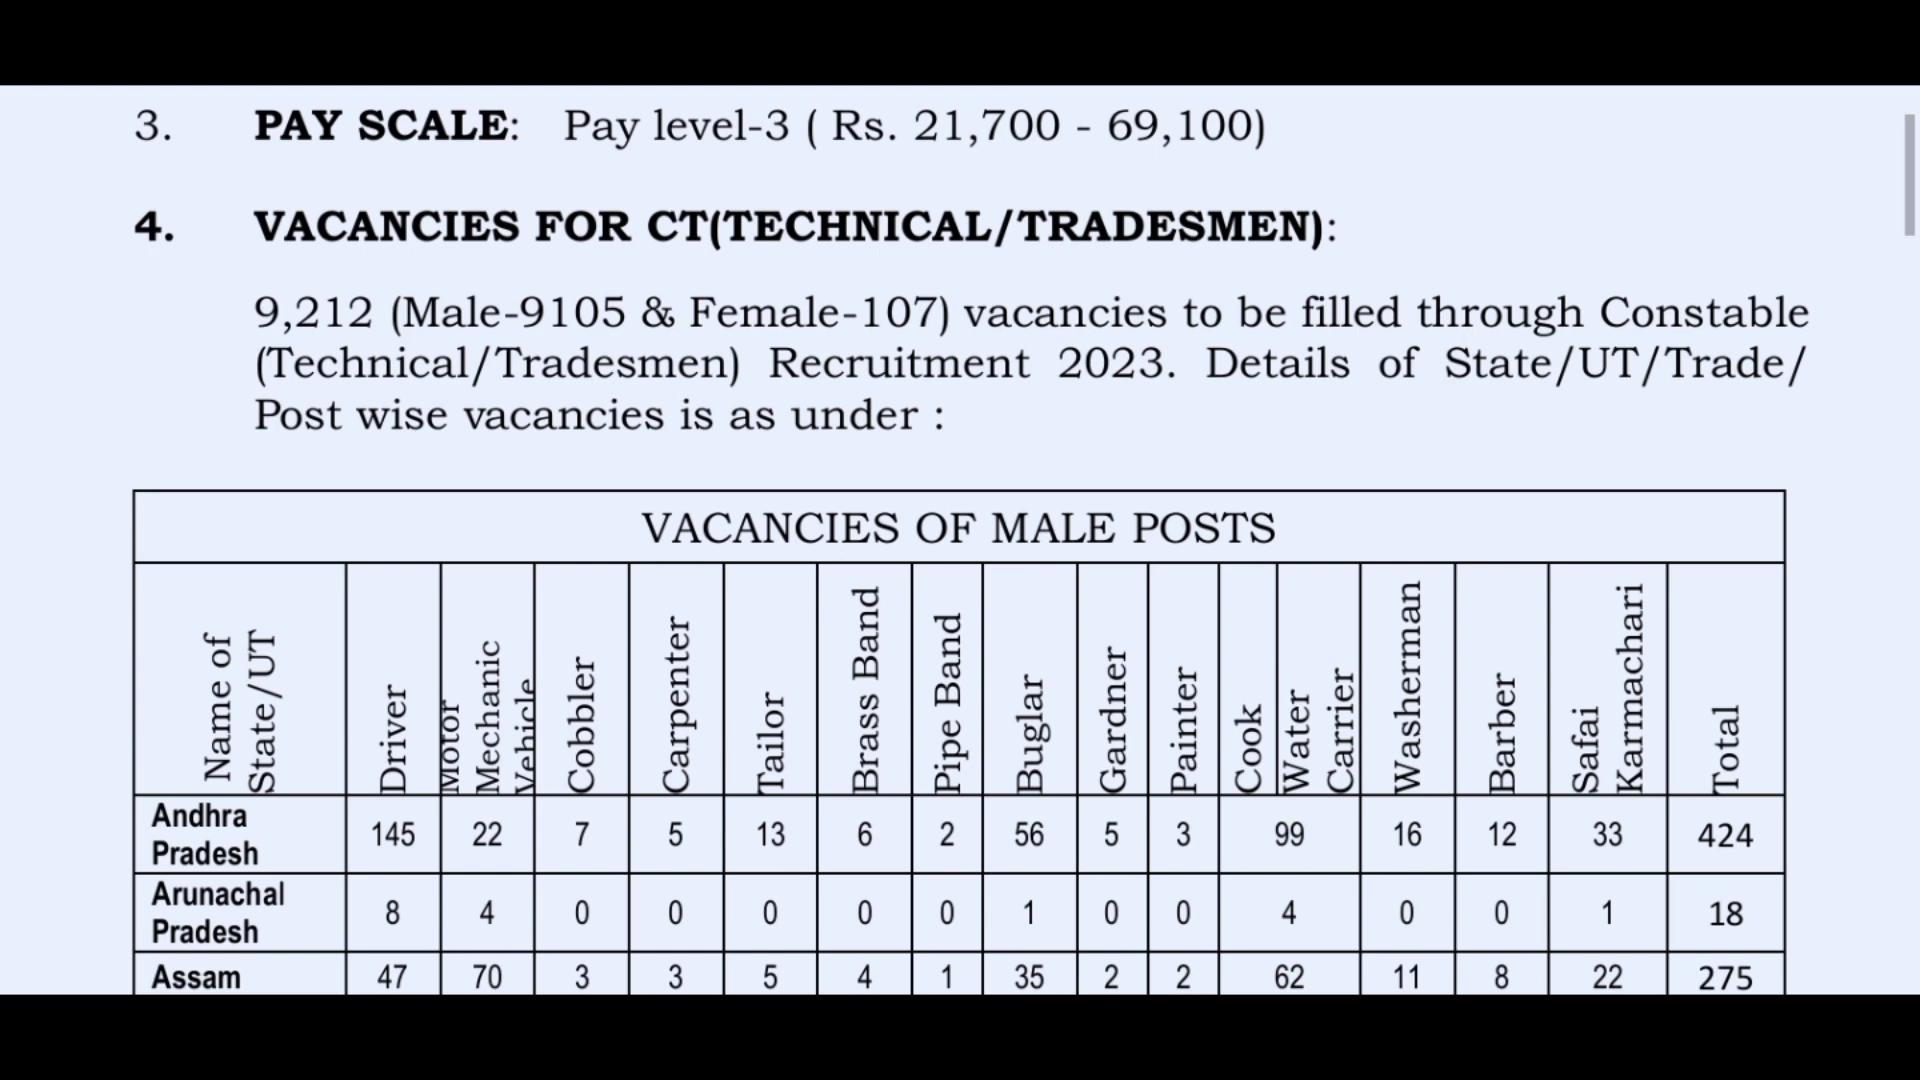 3. PAY SCALE: Pay level-3 ( Rs. 21,700 - 69,100)
4. VACANCIES FOR CT(TECHNICAL/TRADESMEN):
9,212 (Male-9105 & Female-107) vacancies to be filled through Constable
(Technical/Tradesmen) Recruitment 2023. Details of State/UT/Trade/
Post wise vacancies is as under :
VACANCIES OF MALE POSTS
Name of
State/UT
Driver
Motor
Mechanic
Vehicle
Cobbler
Carpenter
Tailor
Brass Band
Pipe Band
Buglar
Gardner
Painter
Cook
Water
Carrier
Washerman
Barber
Safai
Karmachari
Total
Andhra
Pradesh 145 22 7 5 13 6 2 56 5 3 99 16 12 33 424
Arunachal
Pradesh 8 4 0 0 0 0 0 1 0 0 4 0 0 1 18
Assam 47 70 3 3 5 4 1 35 2 2 62 11 8 22 275